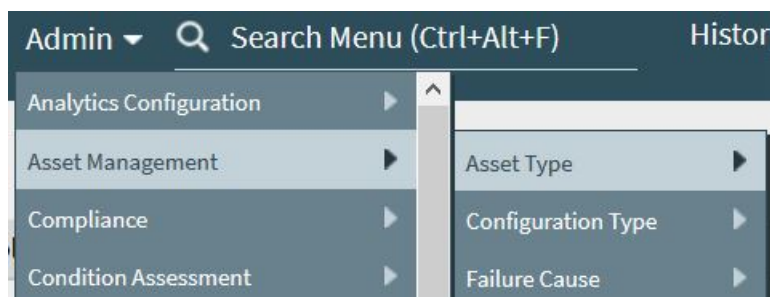 Admin Search Menu (Ctrl+Alt+F)
Analytics Configuration
Asset Management
Compliance
Condition Assessment
Asset Type
Configuration Type
Failure Cause